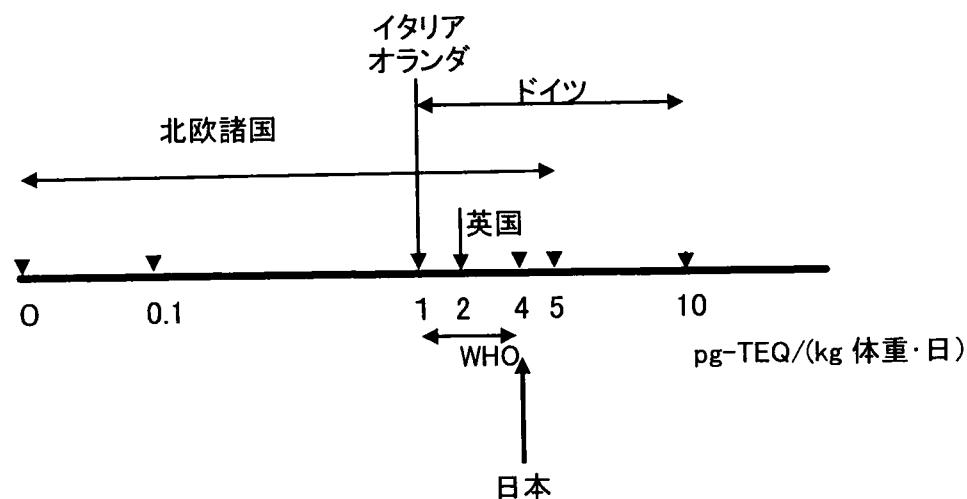 イタリア
オランダ
ドイツ
北欧諸国
英国
0 0.1 1 2 4 5 10
WHO
pg-TEQ/(kg 体重・日)
日本